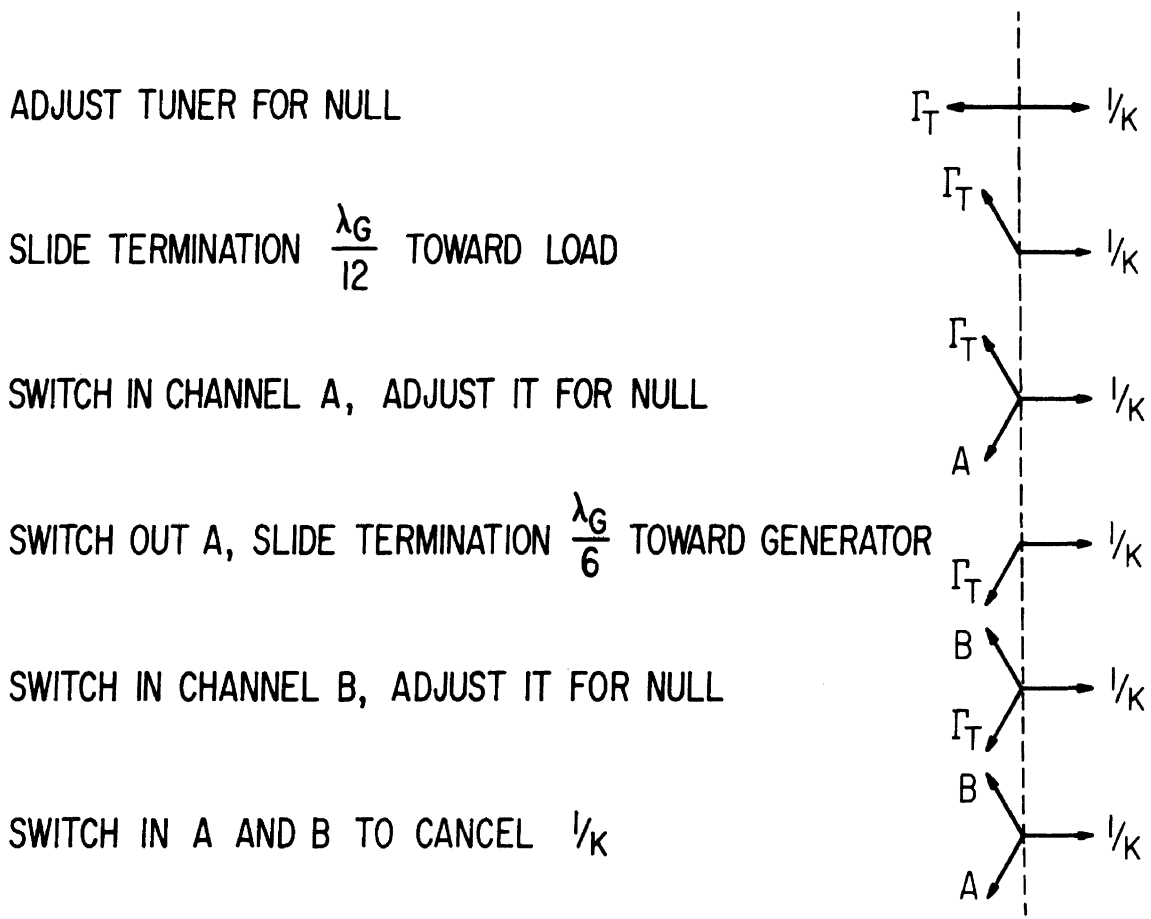 ADJUST TUNER FOR NULL Γ_T 1/K
Γ_T
SLIDE TERMINATION λ_G/12 TOWARD LOAD 1/K
Γ_T
SWITCH IN CHANNEL A, ADJUST IT FOR NULL 1/K
A
SWITCH OUT A, SLIDE TERMINATION λ_G/6 TOWARD GENERATOR 1/K
Γ_T
B
SWITCH IN CHANNEL B, ADJUST IT FOR NULL 1/K
Γ_T
B
SWITCH IN A AND B TO CANCEL 1/K 1/K
A